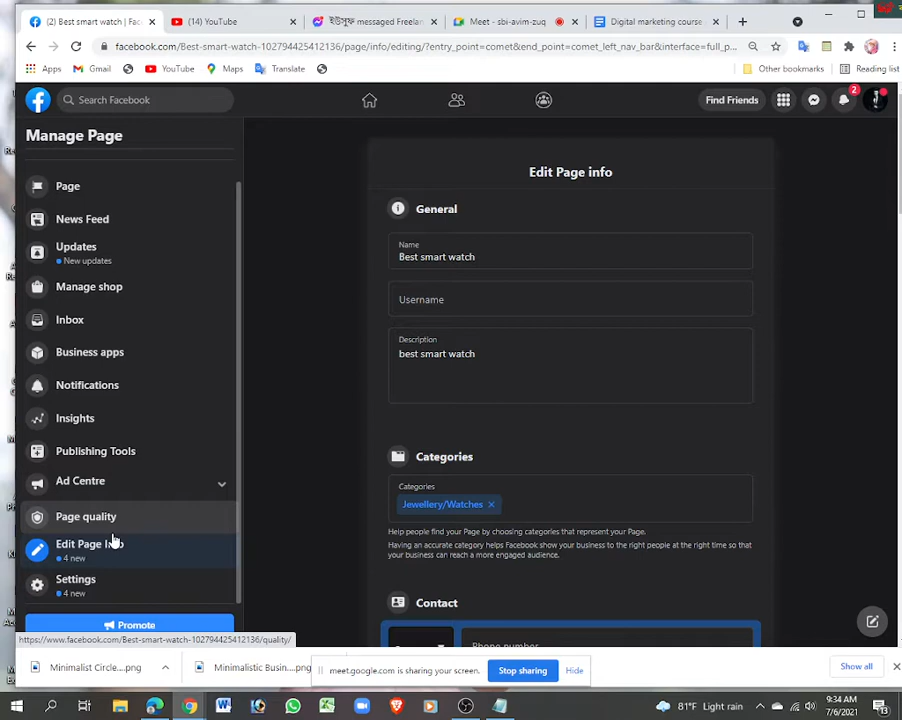 (2) Best smart watch | Facebook
(14) YouTube
ইউসুফ messaged Freelan
Meet - sbi-avim-zuq
Digital marketing course
facebook.com/Best-smart-watch-102794425412136/page/info/editing/?entry_point=comet&end_point=comet_left_nav_bar&interface=full_p...
Apps
Gmail
YouTube
Maps
Translate
Other bookmarks
Reading list
Search Facebook
Find Friends
2
Manage Page
Page
News Feed
Updates
New updates
Manage shop
Inbox
Business apps
Notifications
Insights
Publishing Tools
Ad Centre
Page quality
Edit Page Info
4 new
Settings
4 new
Promote
Edit Page info
General
Name
Best smart watch
Username
Description
best smart watch
Categories
Categories
Jewellery/Watches
Help people find your Page by choosing categories that represent your Page.
Having an accurate category helps Facebook show your business to the right people at the right time so that
your business can reach a more engaged audience.
Contact
Phone number
https://www.facebook.com/Best-smart-watch-102794425412136/quality/
Minimalist Circle....png
Minimalistic Busin....png
meet.google.com is sharing your screen.
Stop sharing
Hide
Show all
81°F Light rain
9:34 AM
7/6/2021